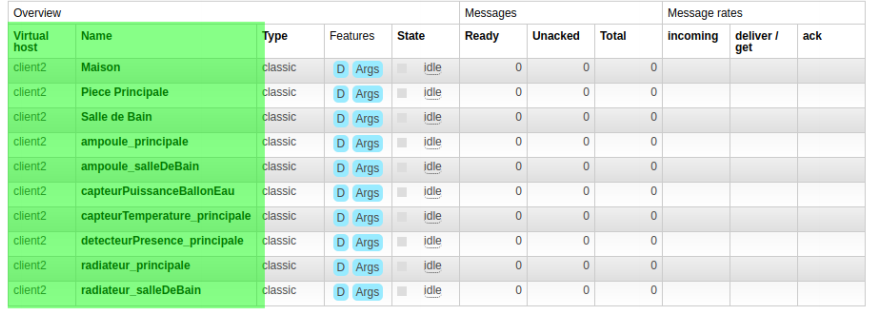 Overview Messages Message rates
Virtual host Name Type Features State Ready Unacked Total incoming deliver / get ack
client2 Maison classic D Args idle 0 0 0
client2 Piece Principale classic D Args idle 0 0 0
client2 Salle de Bain classic D Args idle 0 0 0
client2 ampoule_principale classic D Args idle 0 0 0
client2 ampoule_salleDeBain classic D Args idle 0 0 0
client2 capteurPuissanceBallonEau classic D Args idle 0 0 0
client2 capteurTemperature_principale classic D Args idle 0 0 0
client2 detecteurPresence_principale classic D Args idle 0 0 0
client2 radiateur_principale classic D Args idle 0 0 0
client2 radiateur_salleDeBain classic D Args idle 0 0 0